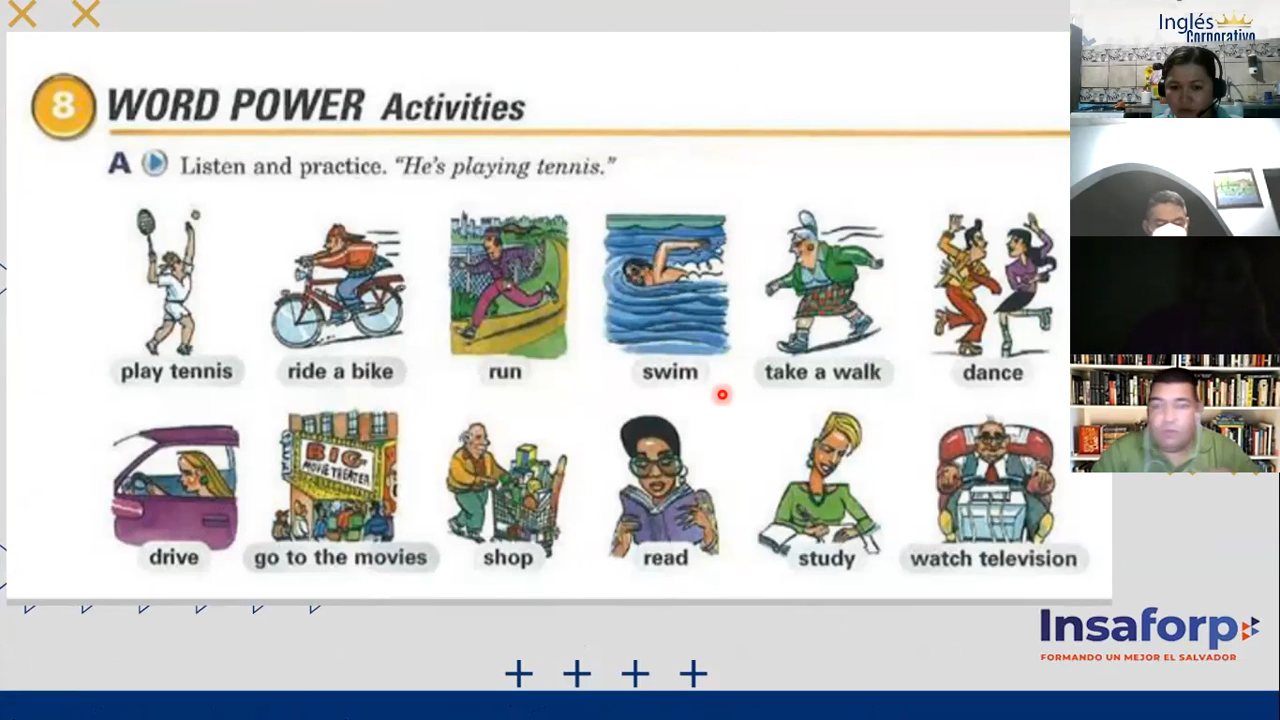 Inglés
Corporativo
8 WORD POWER Activities
A Listen and practice. "He's playing tennis."
play tennis ride a bike run swim take a walk dance
BIG
MOVIE THEATER
drive go to the movies shop read study watch television
Insaforp
FORMANDO UN MEJOR EL SALVADOR